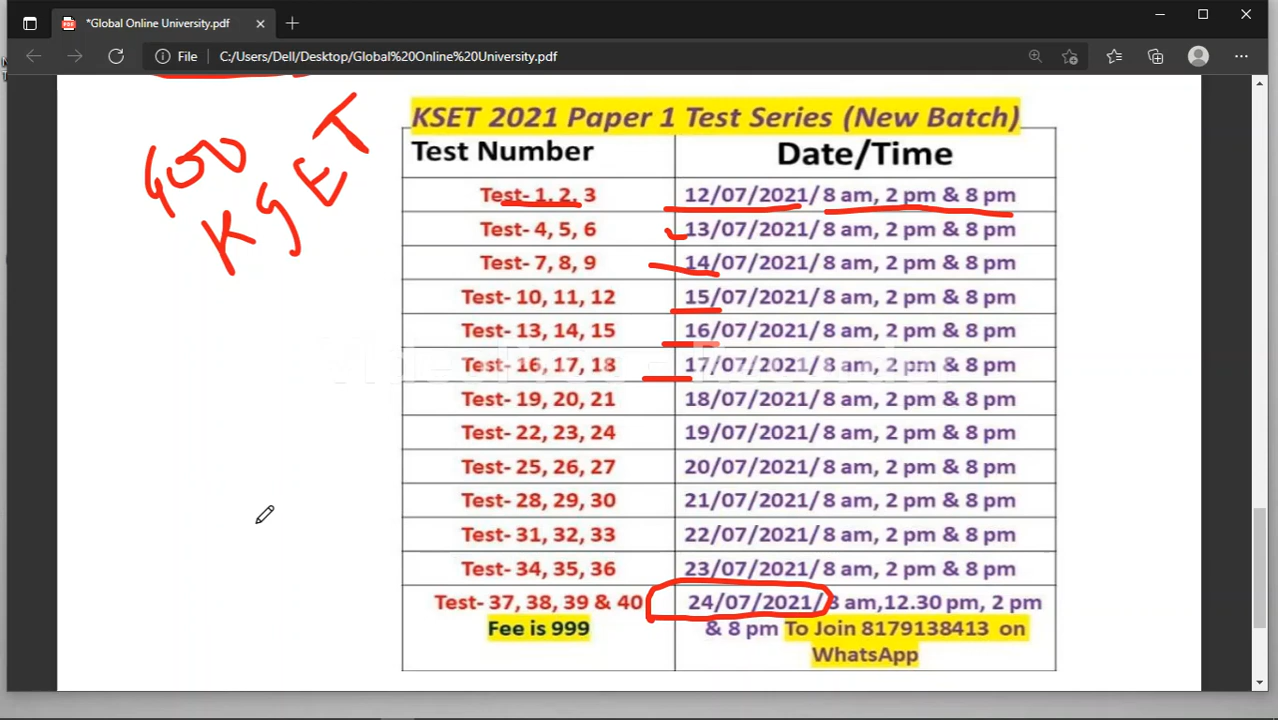 *Global Online University.pdf
File C:/Users/Dell/Desktop/Global%20Online%20University.pdf
KSET 2021 Paper 1 Test Series (New Batch)
Test Number Date/Time
Test- 1, 2, 3 12/07/2021/ 8 am, 2 pm & 8 pm
Test- 4, 5, 6 13/07/2021/ 8 am, 2 pm & 8 pm
Test- 7, 8, 9 14/07/2021/ 8 am, 2 pm & 8 pm
Test- 10, 11, 12 15/07/2021/ 8 am, 2 pm & 8 pm
Test- 13, 14, 15 16/07/2021/ 8 am, 2 pm & 8 pm
Test- 16, 17, 18 17/07/2021/ 8 am, 2 pm & 8 pm
Test- 19, 20, 21 18/07/2021/ 8 am, 2 pm & 8 pm
Test- 22, 23, 24 19/07/2021/ 8 am, 2 pm & 8 pm
Test- 25, 26, 27 20/07/2021/ 8 am, 2 pm & 8 pm
Test- 28, 29, 30 21/07/2021/ 8 am, 2 pm & 8 pm
Test- 31, 32, 33 22/07/2021/ 8 am, 2 pm & 8 pm
Test- 34, 35, 36 23/07/2021/ 8 am, 2 pm & 8 pm
Test- 37, 38, 39 & 40 24/07/2021/ 8 am,12.30 pm, 2 pm
Fee is 999 & 8 pm To Join 8179138413 on
WhatsApp
KSET